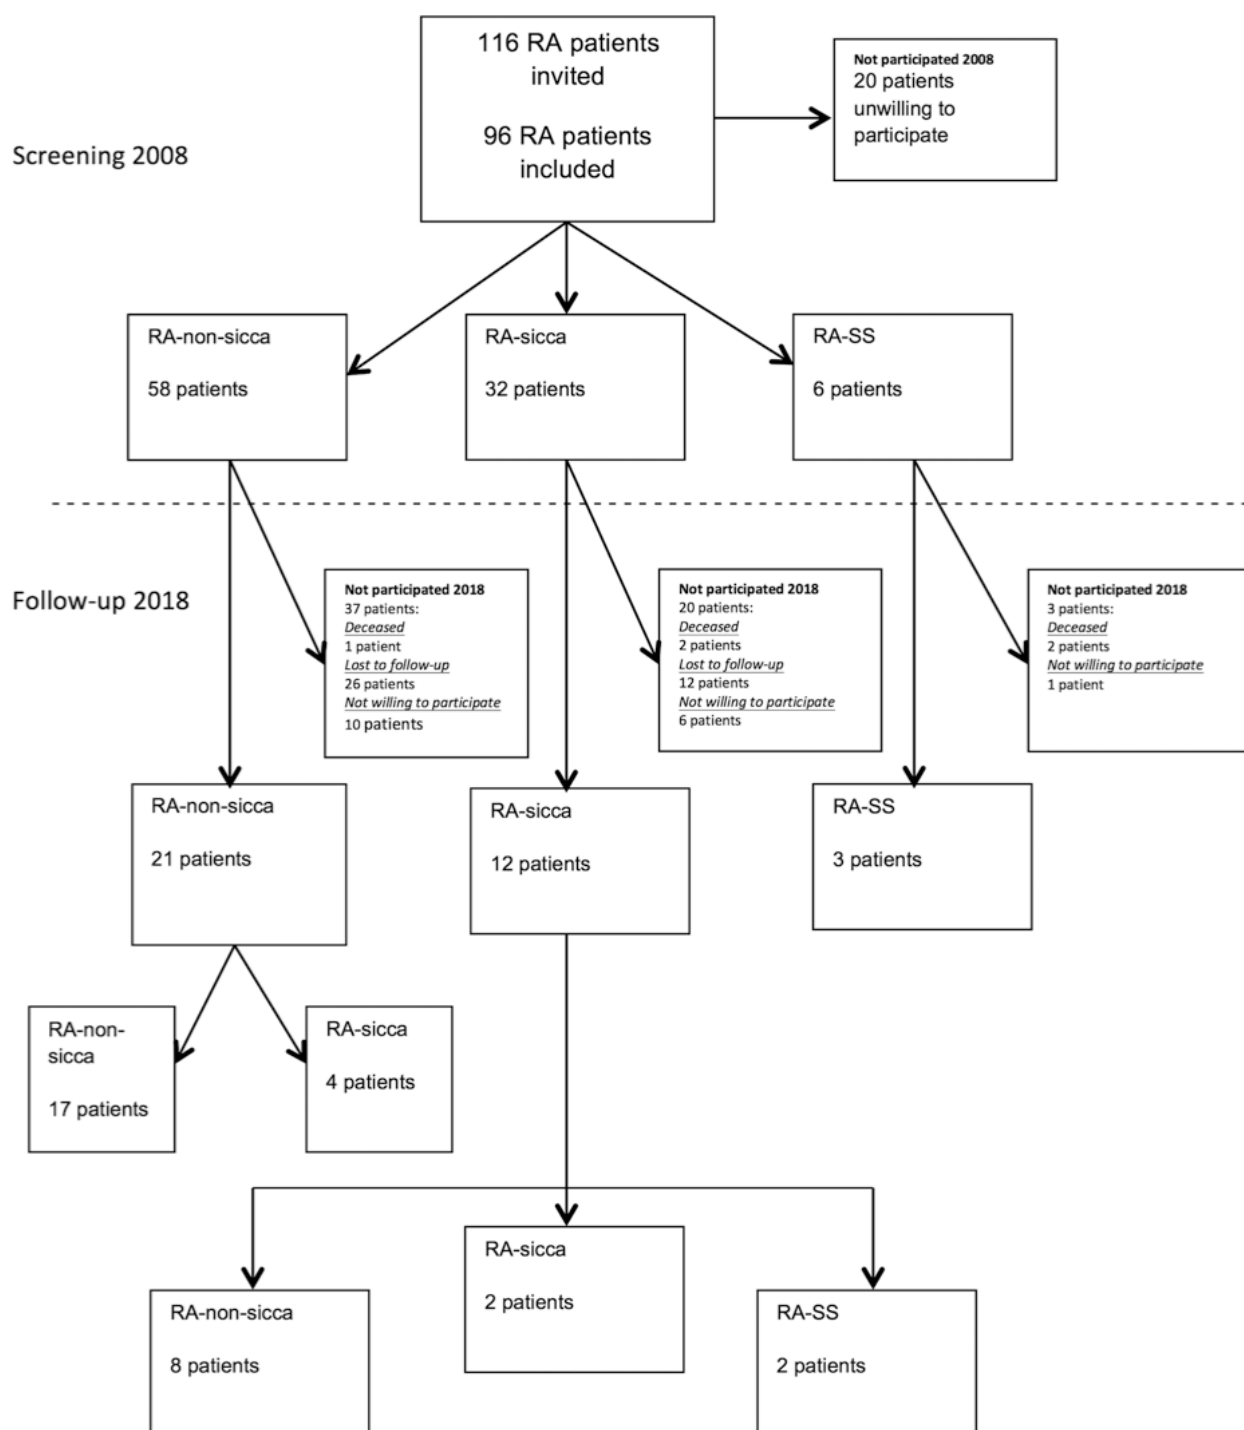 116 RA patients
invited
96 RA patients
included
Not participated 2008
20 patients
unwilling to
participate
Screening 2008
RA-non-sicca
58 patients
RA-sicca
32 patients
RA-SS
6 patients
Follow-up 2018
Not participated 2018
37 patients:
Deceased
1 patient
Lost to follow-up
26 patients
Not willing to participate
10 patients
Not participated 2018
20 patients:
Deceased
2 patients
Lost to follow-up
12 patients
Not willing to participate
6 patients
Not participated 2018
3 patients:
Deceased
2 patients
Not willing to participate
1 patient
RA-non-sicca
21 patients
RA-sicca
12 patients
RA-SS
3 patients
RA-non-
sicca
17 patients
RA-sicca
4 patients
RA-non-sicca
8 patients
RA-sicca
2 patients
RA-SS
2 patients